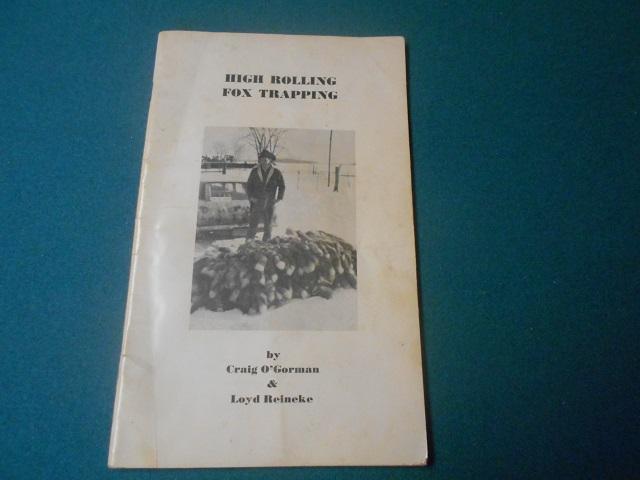 HIGH ROLLING
FOX TRAPPING
by
Craig O'Gorman
&
Loyd Reineke